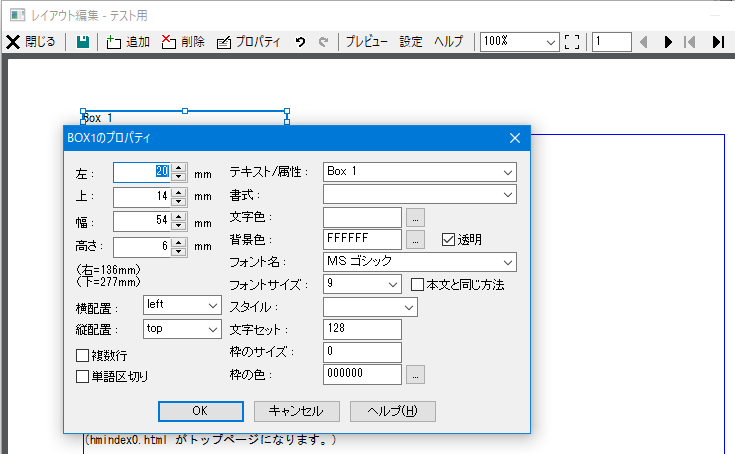 レイアウト編集 - テスト用
閉じる 追加 削除 プロパティ プレビュー 設定 ヘルプ 100% 1
Box 1
BOX1のプロパティ
左： 20 mm テキスト/属性： Box 1
上： 14 mm 書式：
幅： 54 mm 文字色： ...
高さ： 6 mm 背景色： FFFFFF ... 透明
(右=136mm) フォント名： MS ゴシック
(下=277mm) フォントサイズ： 9 本文と同じ方法
横配置： left スタイル：
縦配置： top 文字セット： 128
複数行 枠のサイズ： 0
単語区切り 枠の色： 000000 ...
OK キャンセル ヘルプ(H)
(hmindex0.html がトップページになります。)